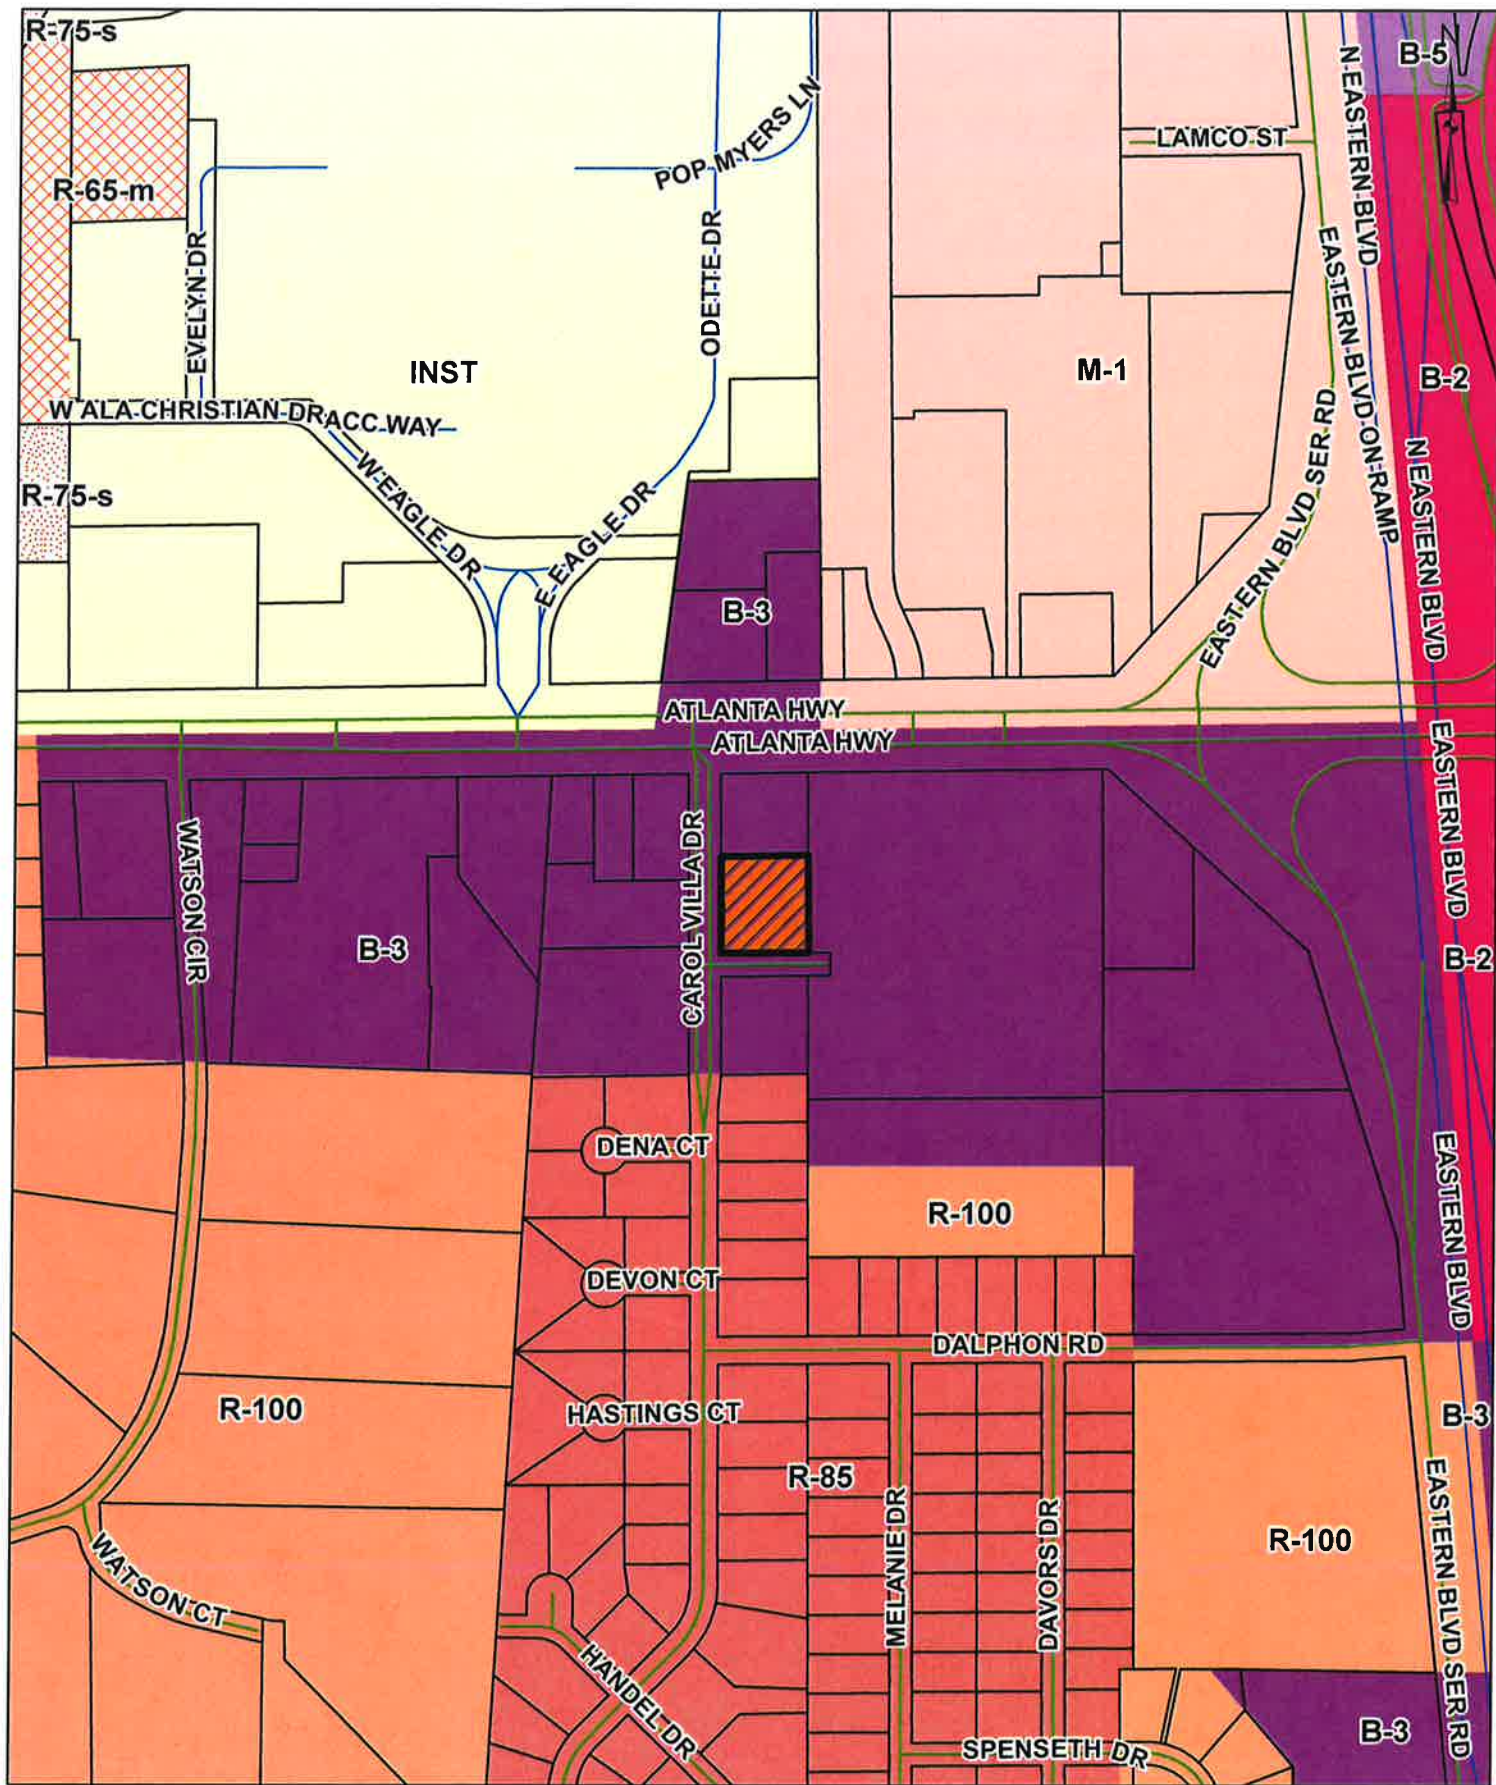 R-75-s
B-5
N EASTERN BLVD
POP MYERS LN
LAMCO ST
R-65-m
EVELYN DR
ODETTE DR
EASTERN BLVD ON RAMP
INST
M-1
B-2
W ALA CHRISTIAN DR
ACC WAY
EASTERN BLVD SER RD
N EASTERN BLVD
R-75-s
W EAGLE DR
E EAGLE DR
B-3
ATLANTA HWY
ATLANTA HWY
EASTERN BLVD
WATSON CIR
CAROL VILLA DR
B-3
B-2
DENA CT
R-100
EASTERN BLVD
DEVON CT
DALPHON RD
R-100
HASTINGS CT
B-3
R-85
MELANIE DR
DAVORS DR
R-100
EASTERN BLVD SER RD
WATSON CT
HANDEL DR
SPENSETH DR
B-3